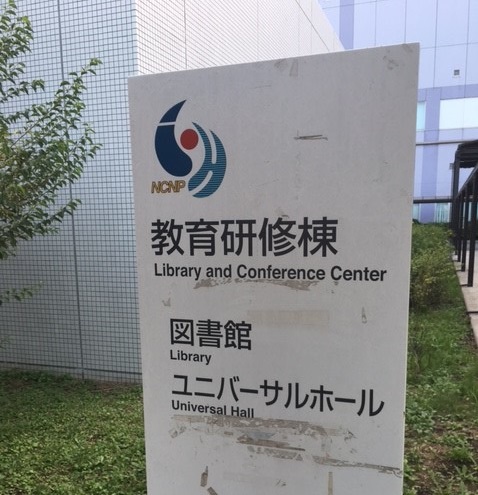 NCNP
教育研修棟
Library and Conference Center
図書館
Library
ユニバーサルホール
Universal Hall